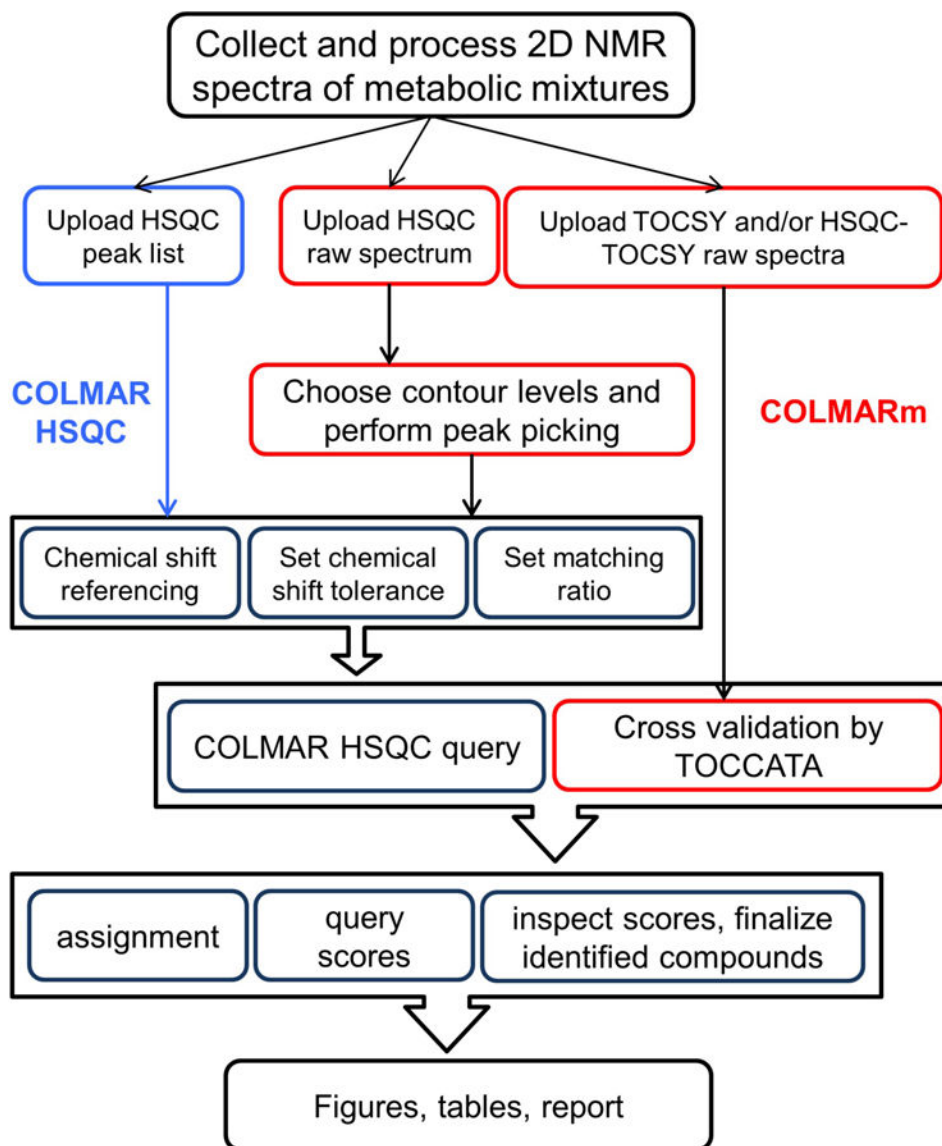 Collect and process 2D NMR
spectra of metabolic mixtures
Upload HSQC
peak list
Upload HSQC
raw spectrum
Upload TOCSY and/or HSQC-
TOCSY raw spectra
COLMAR
HSQC
Choose contour levels and
perform peak picking
COLMARm
Chemical shift
referencing
Set chemical
shift tolerance
Set matching
ratio
COLMAR HSQC query
Cross validation by
TOCCATA
assignment
query
scores
inspect scores, finalize
identified compounds
Figures, tables, report